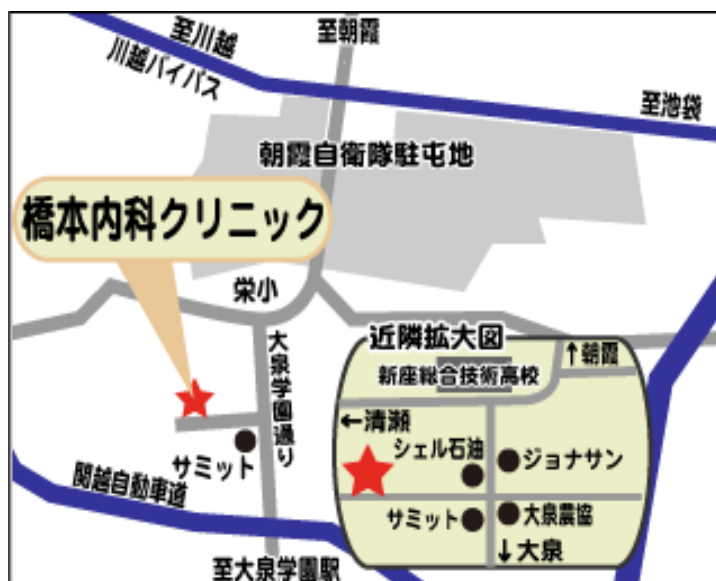 至川越
川越バイパス
至朝霞
至池袋
朝霞自衛隊駐屯地
橋本内科クリニック
栄小
大泉学園通り
サミット
関越自動車道
至大泉学園駅
近隣拡大図
新座総合技術高校
↑朝霞
←清瀬
シェル石油
ジョナサン
サミット
大泉農協
↓大泉